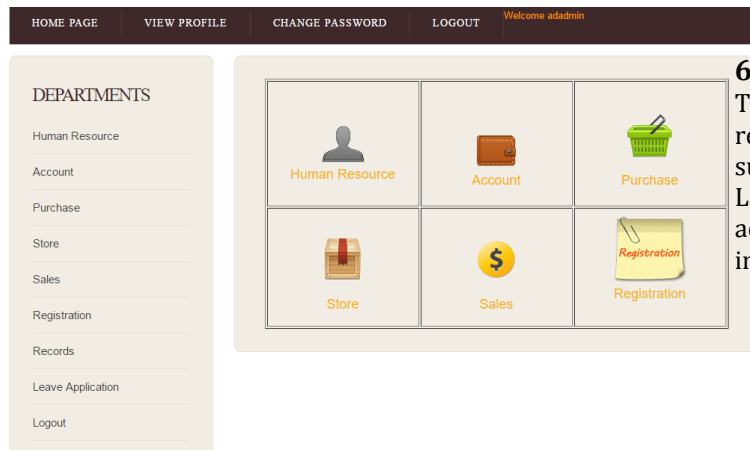 HOME PAGE VIEW PROFILE CHANGE PASSWORD LOGOUT Welcome adadmin
DEPARTMENTS
Human Resource
Account
Purchase
Store
Sales
Registration
Records
Leave Application
Logout
Human Resource Account Purchase
Registration
Store Sales Registration
6